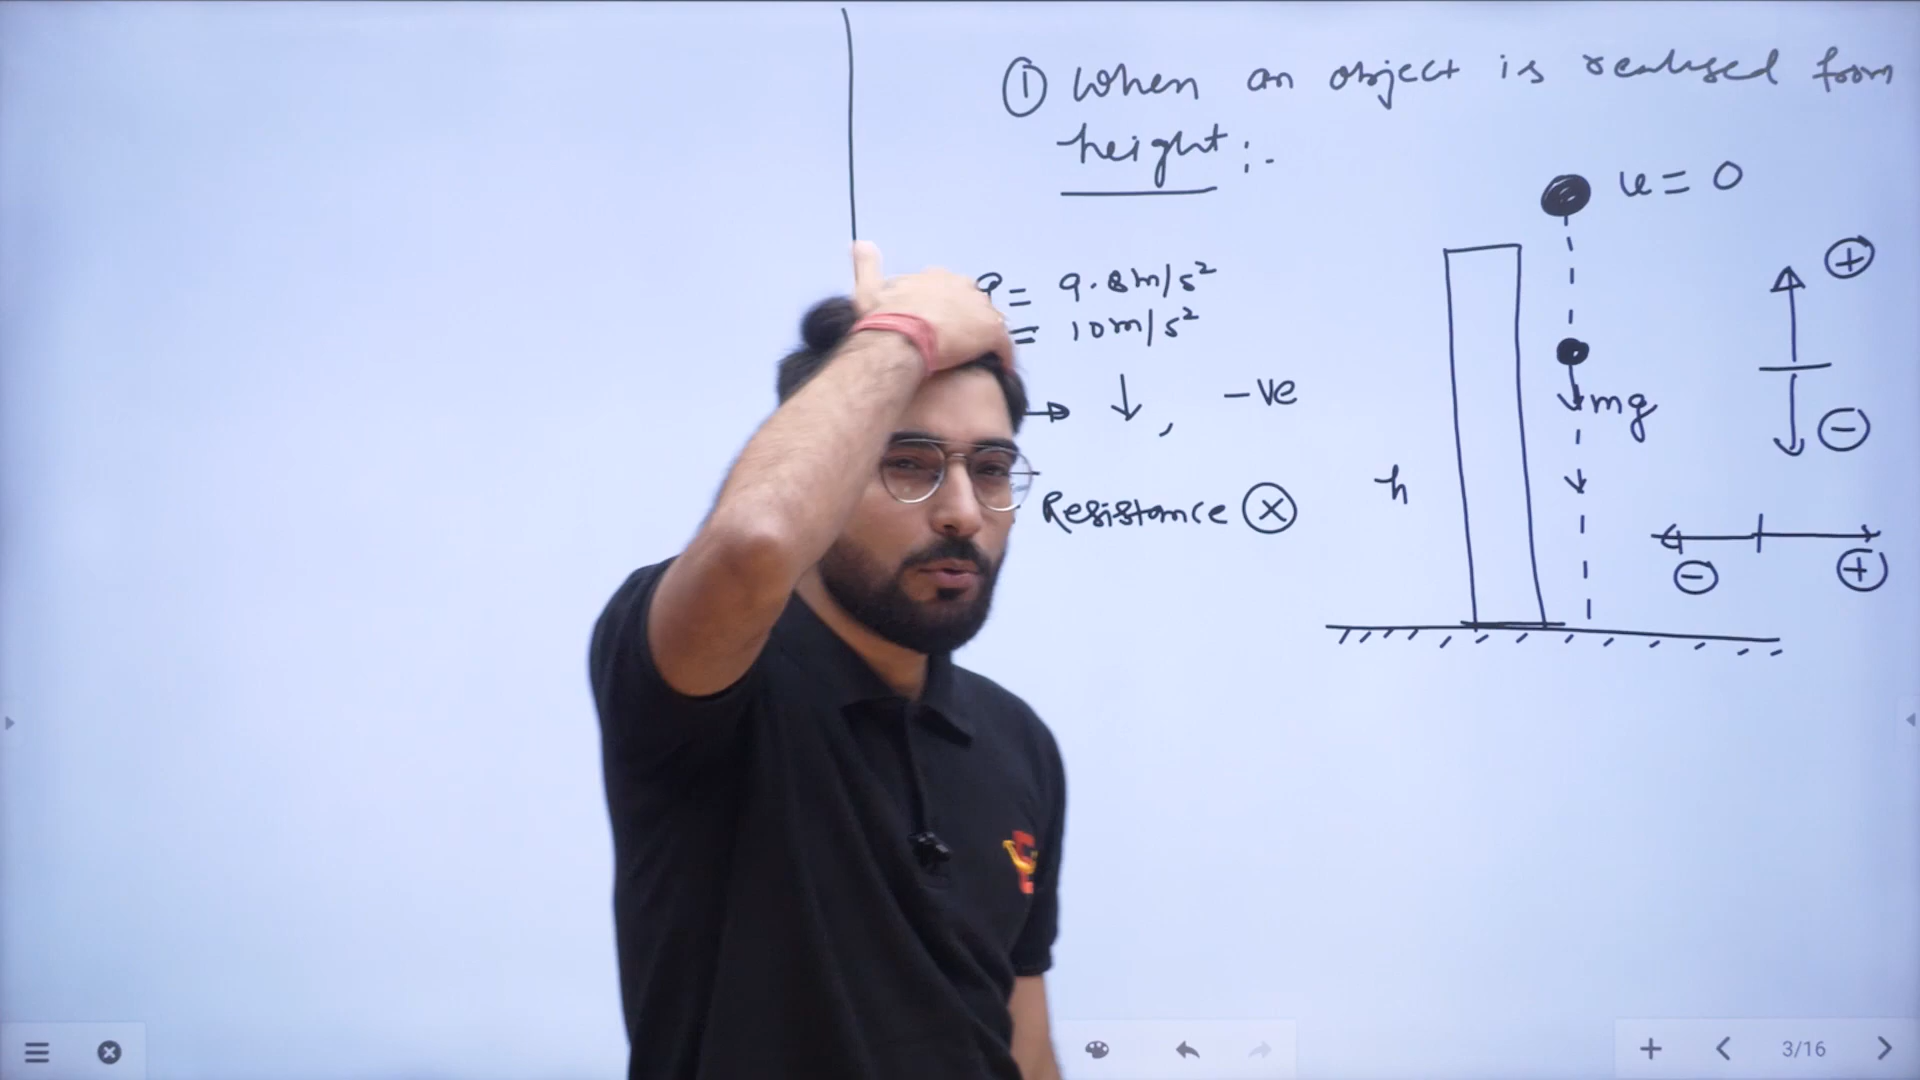 ① When an object is realised from
height :-
u = 0
= 9.8m/s²
= 10m/s²
→ ↓, -ve
mg
Resistance ⓧ
h
⊕
⊖
⊖
⊕
3/16